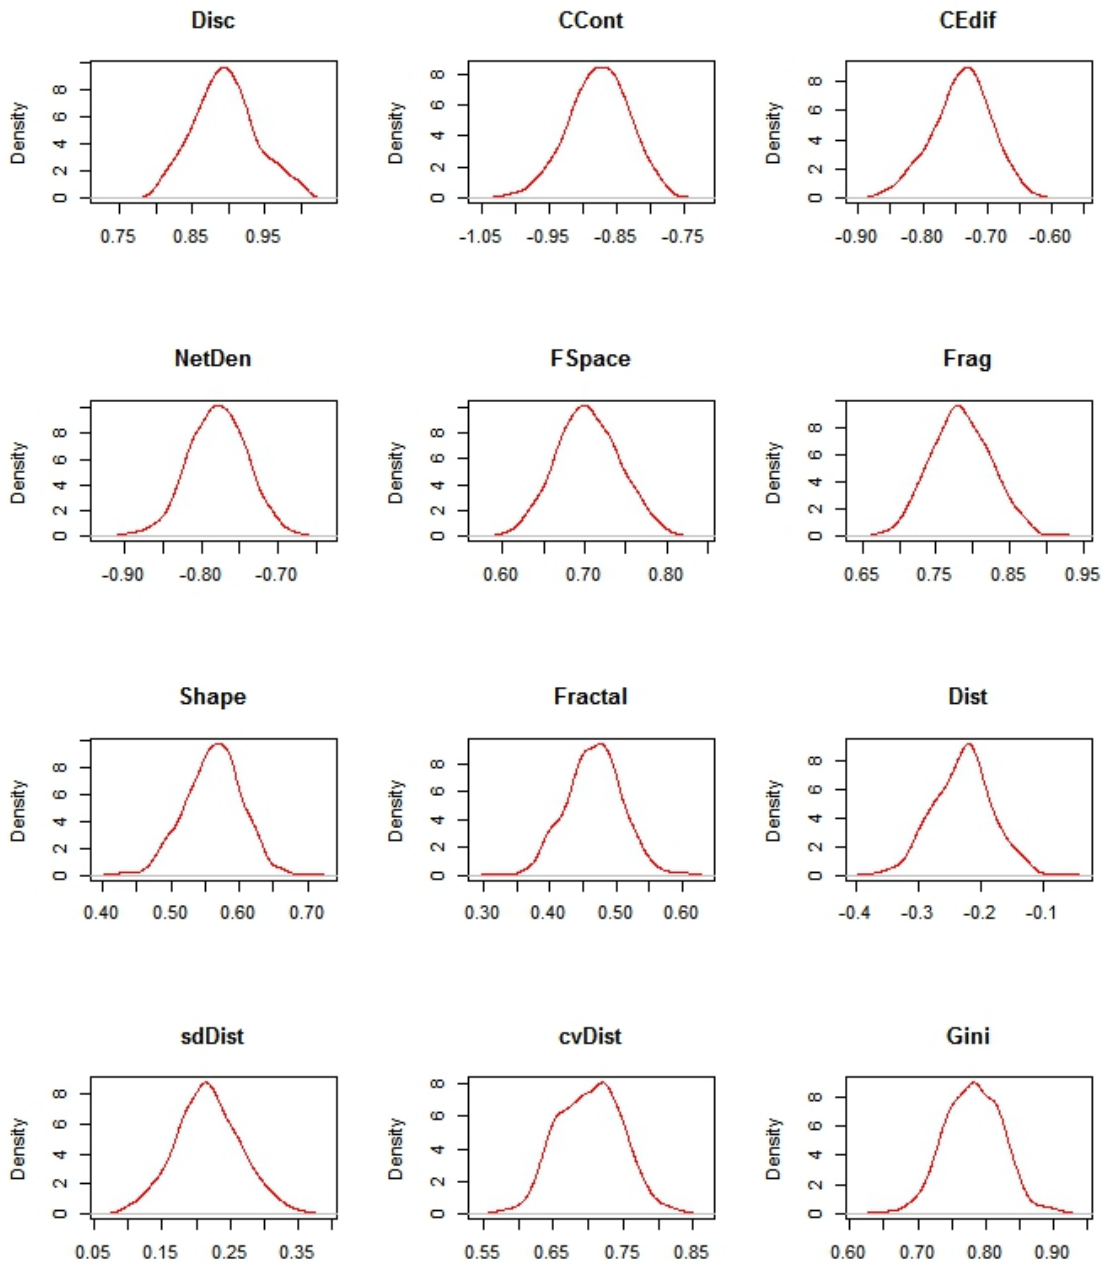 Disc
CCont
CEdif
Density
0 2 4 6 8
0.75 0.85 0.95
Density
0 2 4 6 8
-1.05 -0.95 -0.85 -0.75
Density
0 2 4 6 8
-0.90 -0.80 -0.70 -0.60
NetDen
FSpace
Frag
Density
0 2 4 6 8
-0.90 -0.80 -0.70
Density
0 2 4 6 8
0.60 0.70 0.80
Density
0 2 4 6 8
0.65 0.75 0.85 0.95
Shape
Fractal
Dist
Density
0 2 4 6 8
0.40 0.50 0.60 0.70
Density
0 2 4 6 8
0.30 0.40 0.50 0.60
Density
0 2 4 6 8
-0.4 -0.3 -0.2 -0.1
sdDist
cvDist
Gini
Density
0 2 4 6 8
0.05 0.15 0.25 0.35
Density
0 2 4 6 8
0.55 0.65 0.75 0.85
Density
0 2 4 6 8
0.60 0.70 0.80 0.90